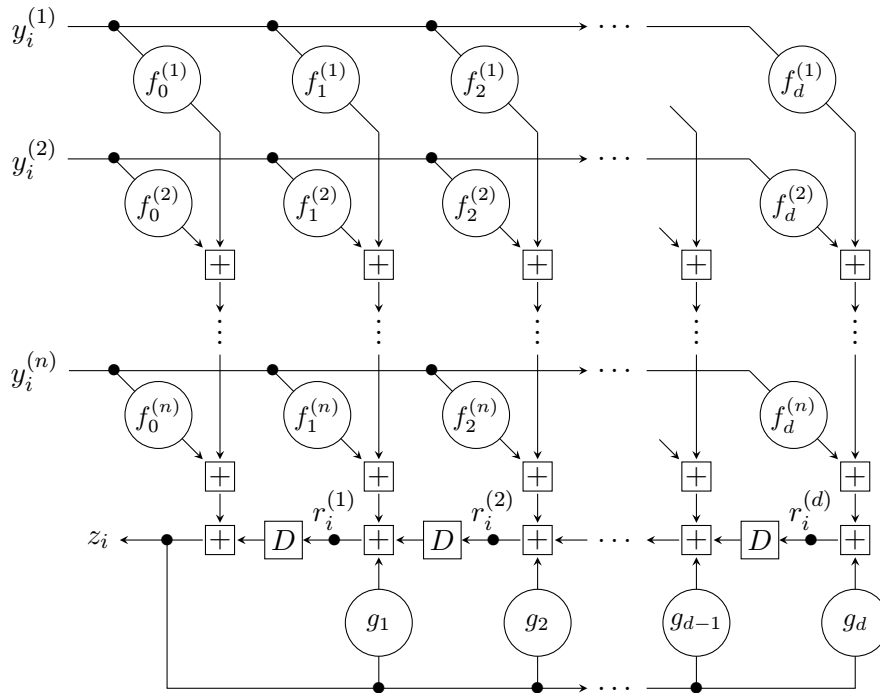 y_i^{(1)} ...
f_0^{(1)} f_1^{(1)} f_2^{(1)} f_d^{(1)}
y_i^{(2)} ...
f_0^{(2)} f_1^{(2)} f_2^{(2)} f_d^{(2)}
+ + + + +
⋮ ⋮ ⋮ ⋮ ⋮
y_i^{(n)} ...
f_0^{(n)} f_1^{(n)} f_2^{(n)} f_d^{(n)}
+ + + + +
r_i^{(1)} r_i^{(2)} r_i^{(d)}
z_i + D + D + ... + D +
g_1 g_2 g_{d-1} g_d
...